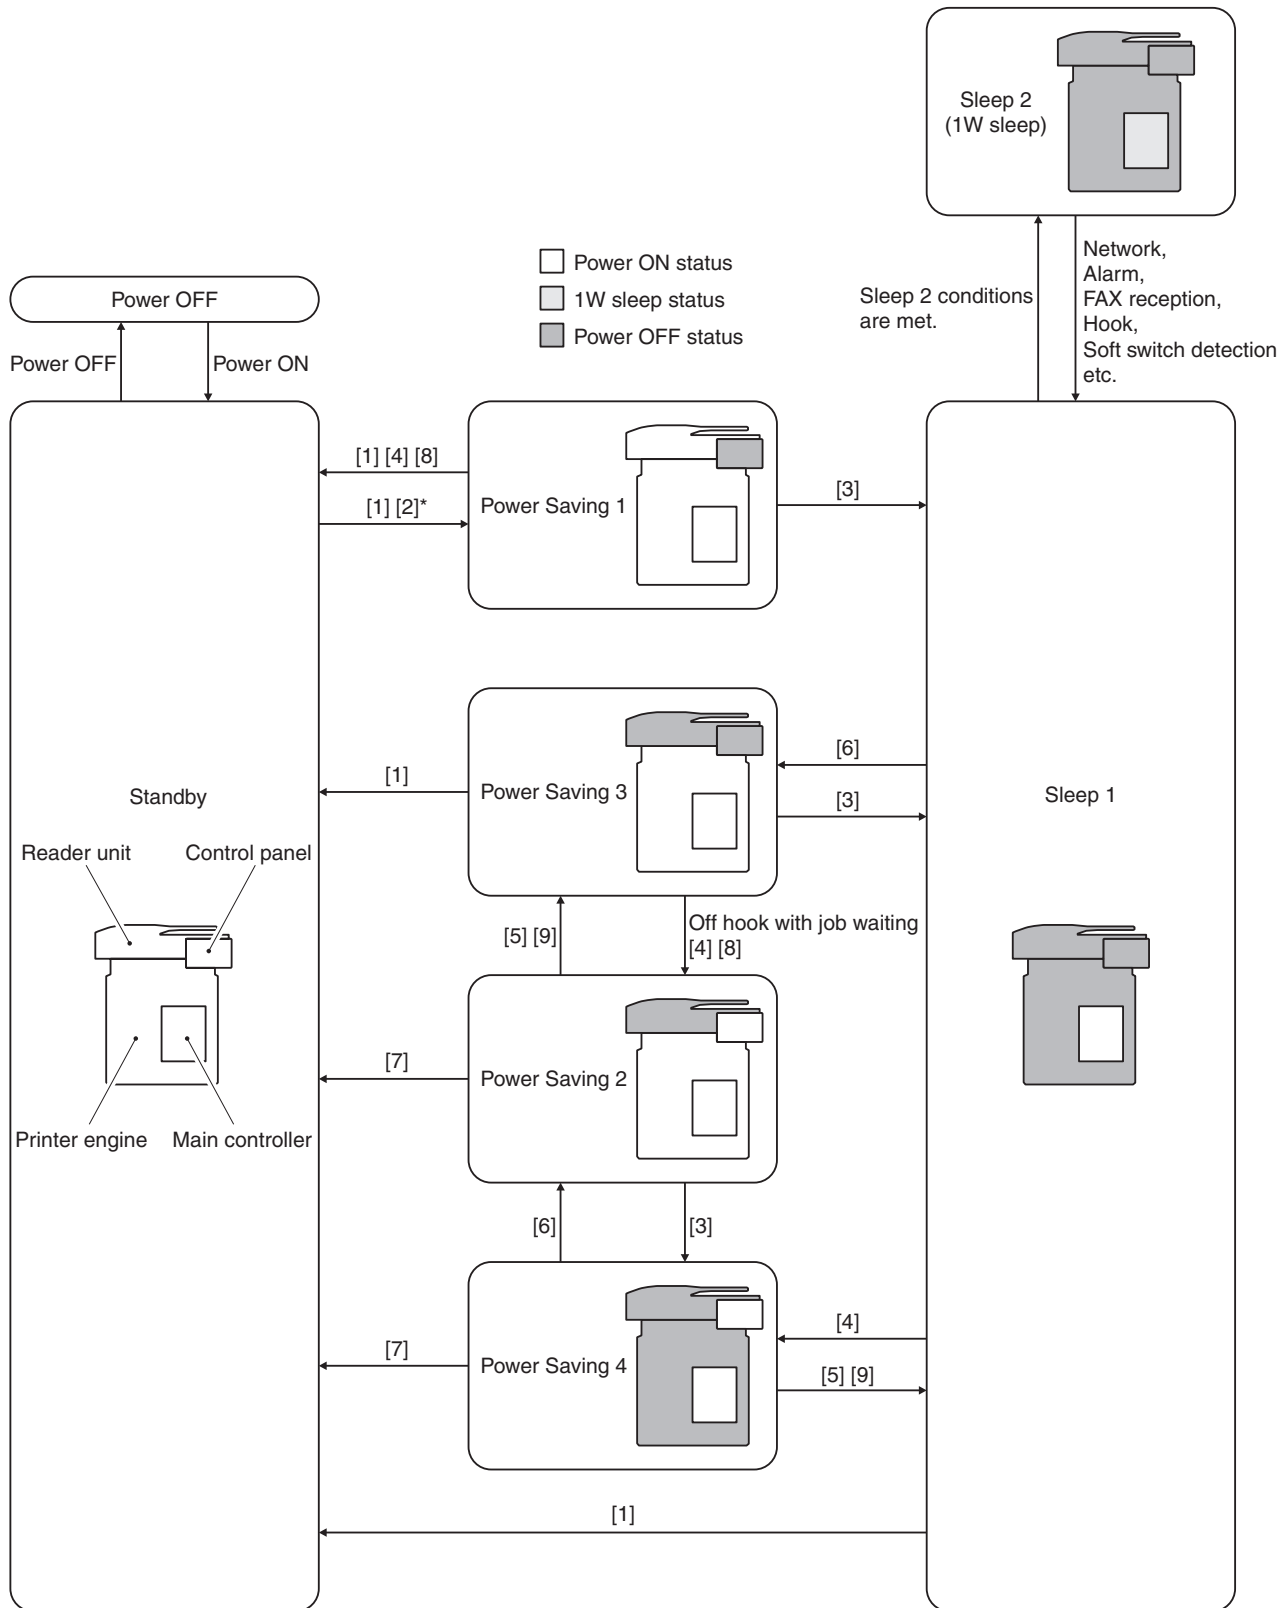 Sleep 2
(1W sleep)
Power ON status
1W sleep status
Power OFF status
Sleep 2 conditions
are met.
Network,
Alarm,
FAX reception,
Hook,
Soft switch detection
etc.
Power OFF
Power OFF
Power ON
[1] [4] [8]
[1] [2]*
Power Saving 1
[3]
Power Saving 3
[1]
[6]
[3]
Standby
Reader unit
Control panel
Printer engine
Main controller
Sleep 1
[5] [9]
Off hook with job waiting
[4] [8]
Power Saving 2
[7]
[6]
[3]
Power Saving 4
[7]
[4]
[5] [9]
[1]